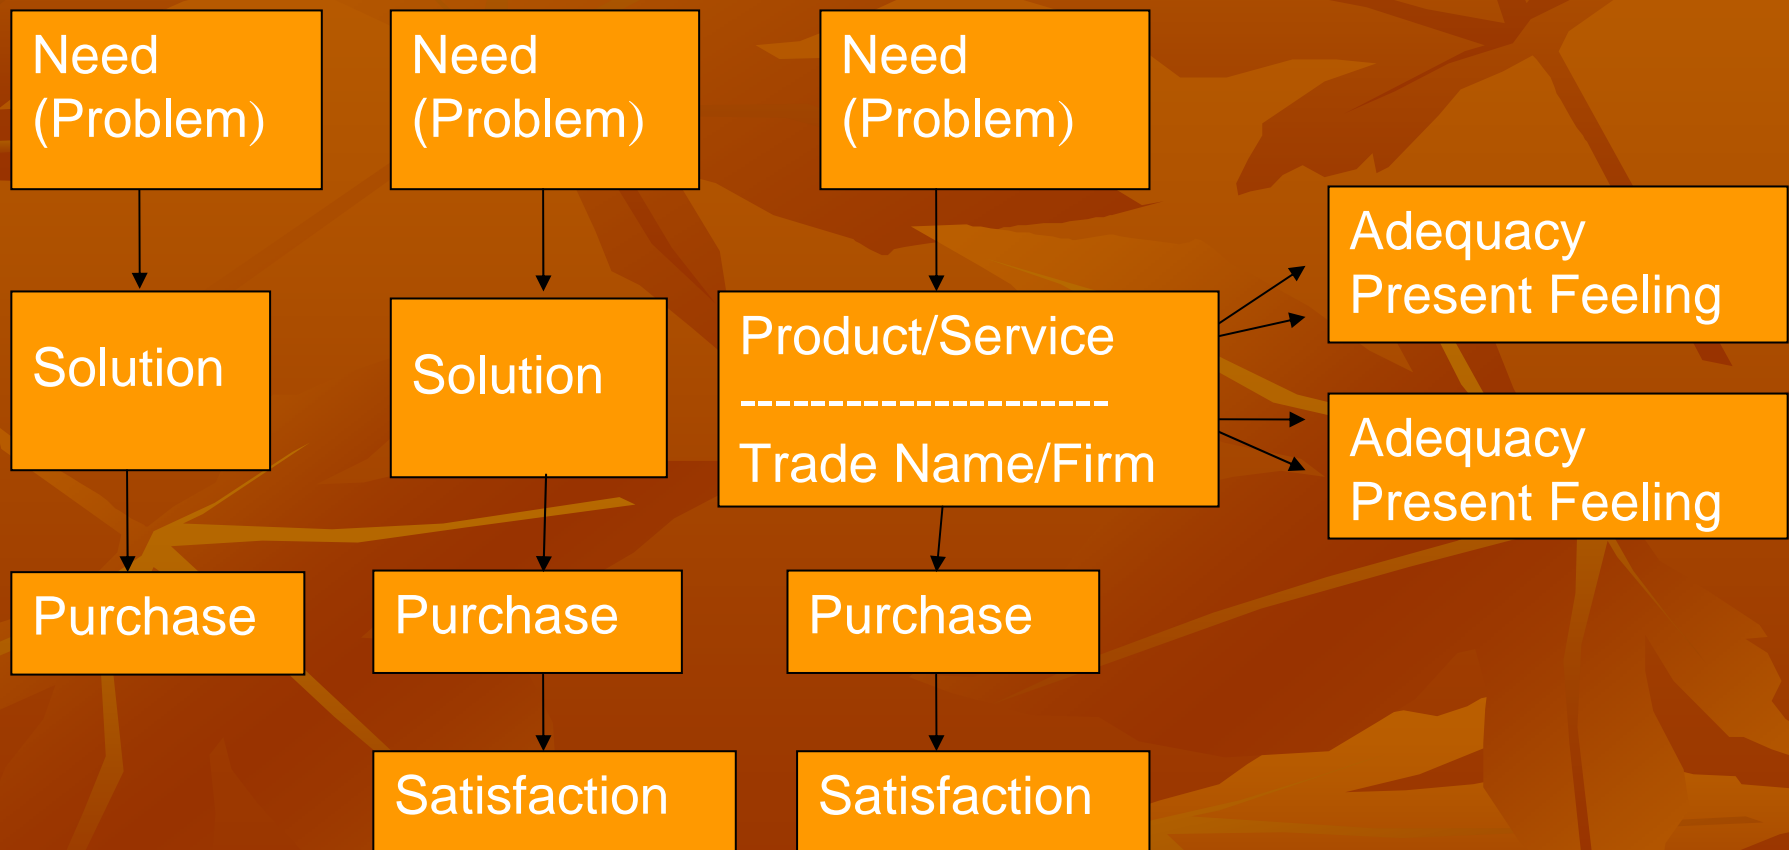 Need
(Problem)
Need
(Problem)
Need
(Problem)
Adequacy
Present Feeling
Solution
Solution
Product/Service
---------------------
Trade Name/Firm
Adequacy
Present Feeling
Purchase
Purchase
Purchase
Satisfaction
Satisfaction